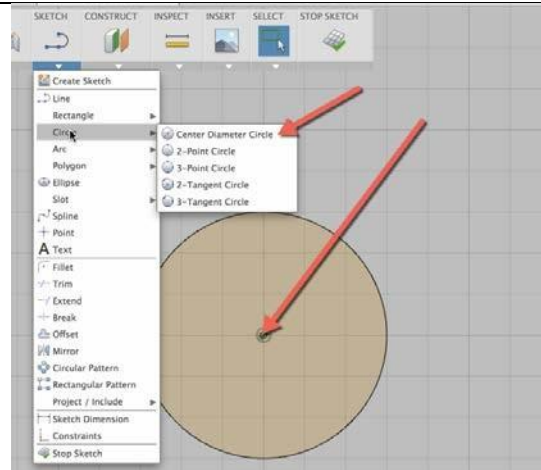 SKETCH CONSTRUCT INSPECT INSERT SELECT STOP SKETCH
Create Sketch
Line
Rectangle
Circle
Center Diameter Circle
Arc
2-Point Circle
Polygon
3-Point Circle
Ellipse
2-Tangent Circle
Slot
3-Tangent Circle
Spline
Point
A Text
Fillet
Trim
Extend
Break
Offset
Mirror
Circular Pattern
Rectangular Pattern
Project / Include
Sketch Dimension
Constraints
Stop Sketch